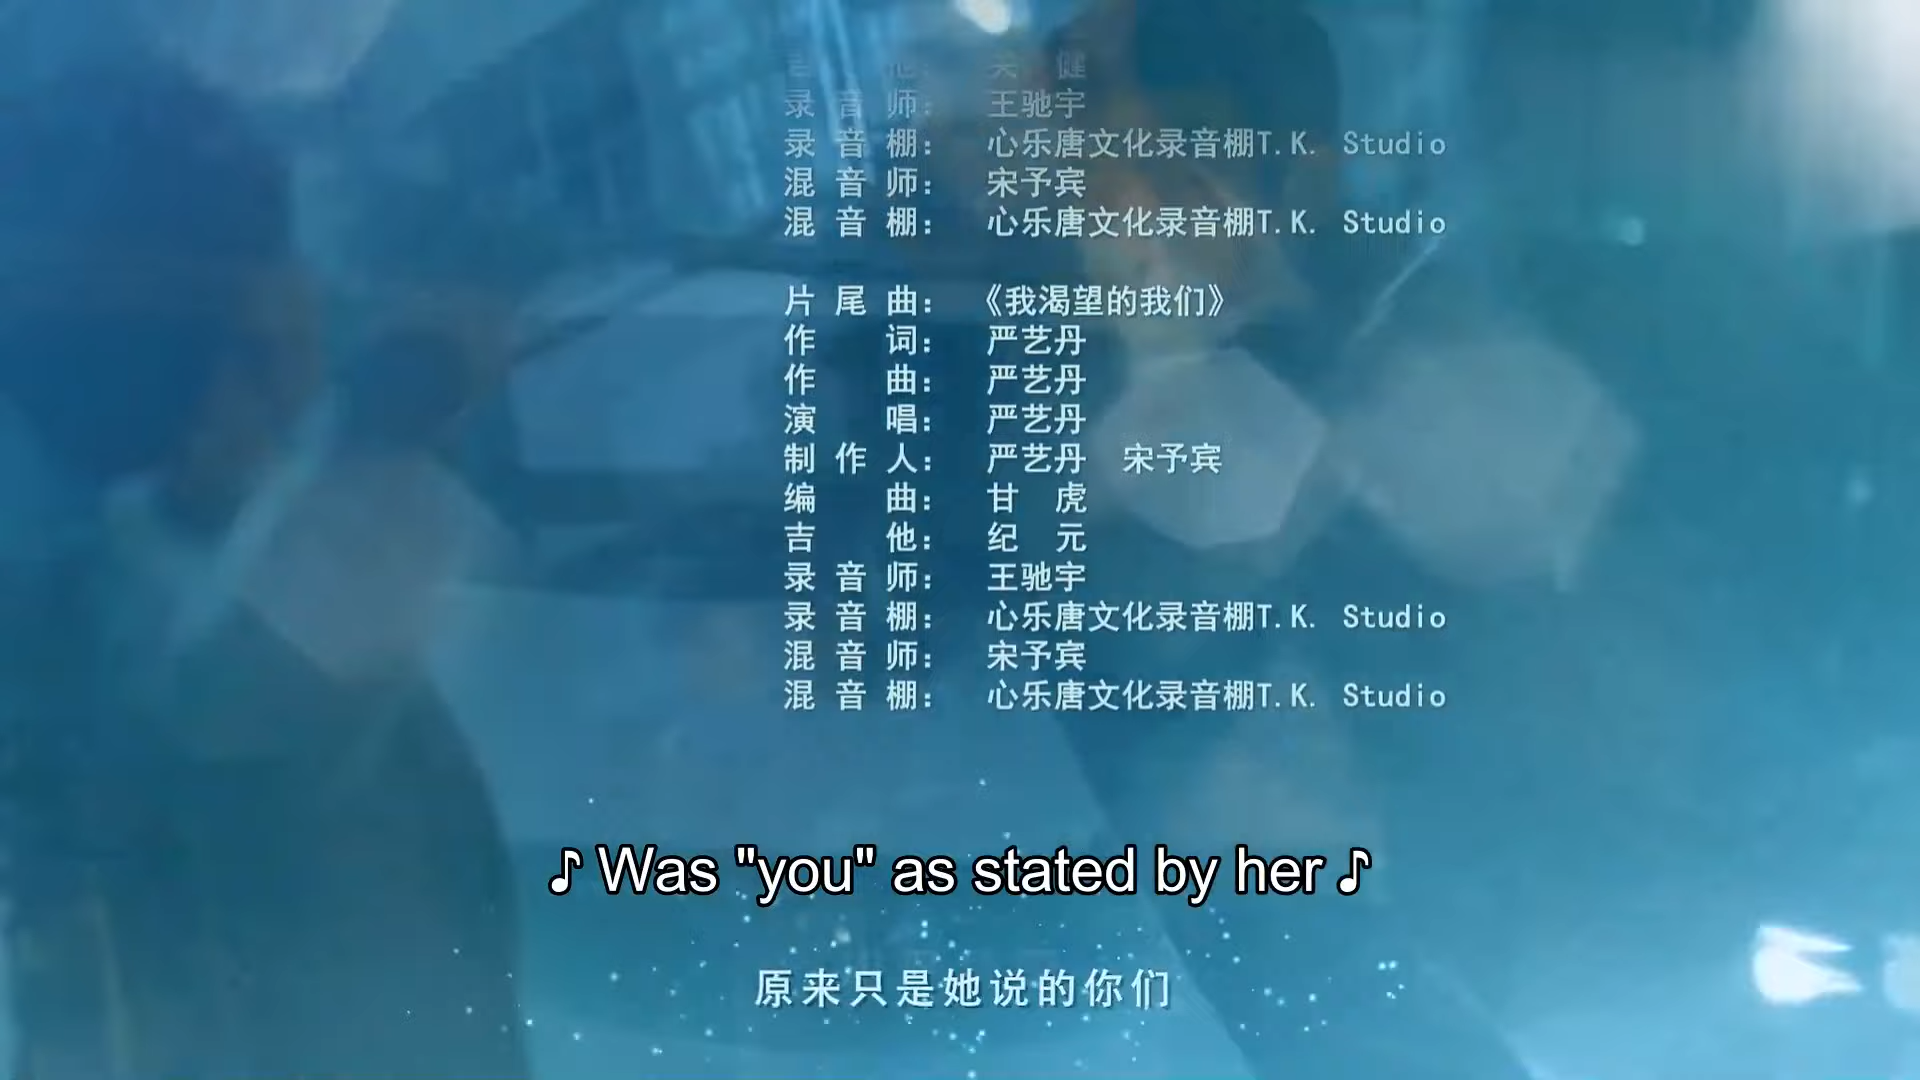 吉 他： 关 健
录音师： 王驰宇
录音棚： 心乐唐文化录音棚T.K. Studio
混音师： 宋予宾
混音棚： 心乐唐文化录音棚T.K. Studio
片尾曲： 《我渴望的我们》
作 词： 严艺丹
作 曲： 严艺丹
演 唱： 严艺丹
制作人： 严艺丹 宋予宾
编 曲： 甘 虎
吉 他： 纪 元
录音师： 王驰宇
录音棚： 心乐唐文化录音棚T.K. Studio
混音师： 宋予宾
混音棚： 心乐唐文化录音棚T.K. Studio
♪ Was "you" as stated by her ♪
原来只是她说的你们